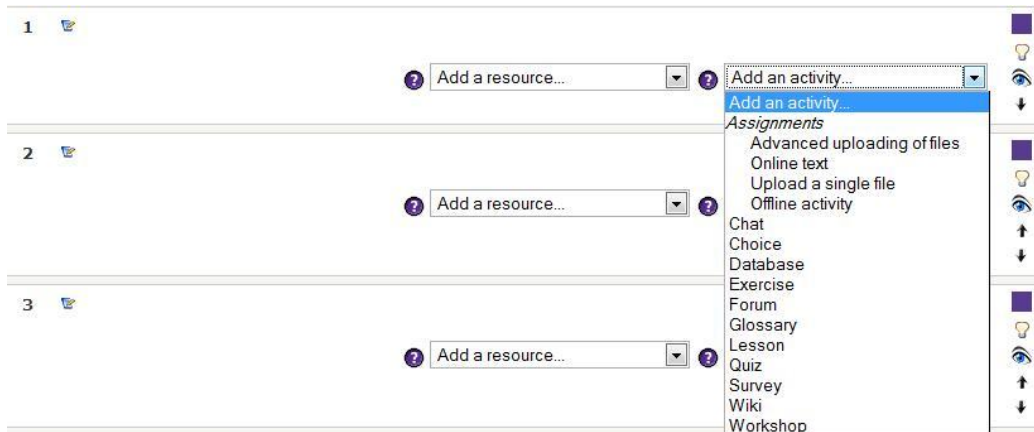 1
? Add a resource... ? Add an activity...
Add an activity...
Assignments
Advanced uploading of files
Online text
2
Upload a single file
? Add a resource... ? Offline activity
Chat
Choice
Database
Exercise
3
Forum
Glossary
Lesson
? Add a resource... ? Quiz
Survey
Wiki
Workshop